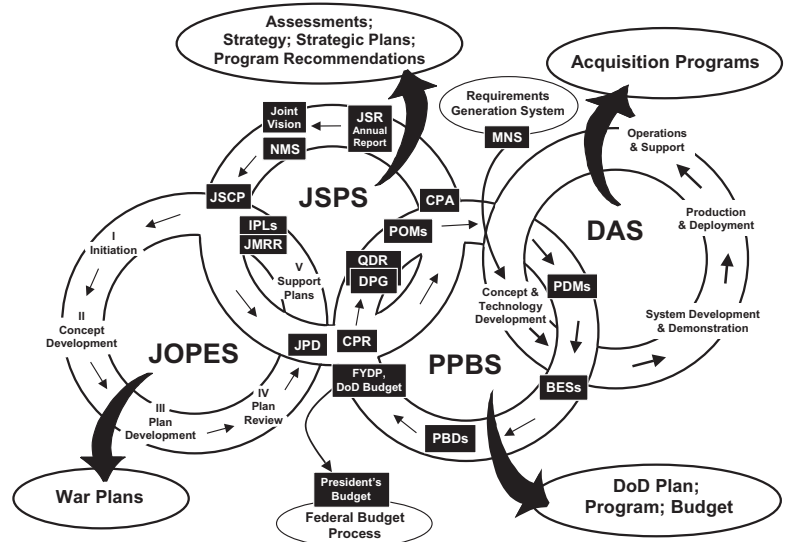 Assessments;
Strategy; Strategic Plans;
Program Recommendations
Acquisition Programs
Requirements
Generation System
MNS
Joint
Vision
JSR
Annual
Report
NMS
Operations
& Support
JSCP
JSPS
CPA
IPLs
JMRR
POMs
DAS
Production
& Deployment
I
Initiation
V
Support
Plans
QDR
DPG
Concept &
Technology
Development
PDMs
II
Concept
Development
System Development
& Demonstration
JOPES
JPD
CPR
PPBS
FYDP,
DoD Budget
BESs
IV
Plan
Review
III
Plan
Development
PBDs
War Plans
President's
Budget
Federal Budget
Process
DoD Plan;
Program; Budget